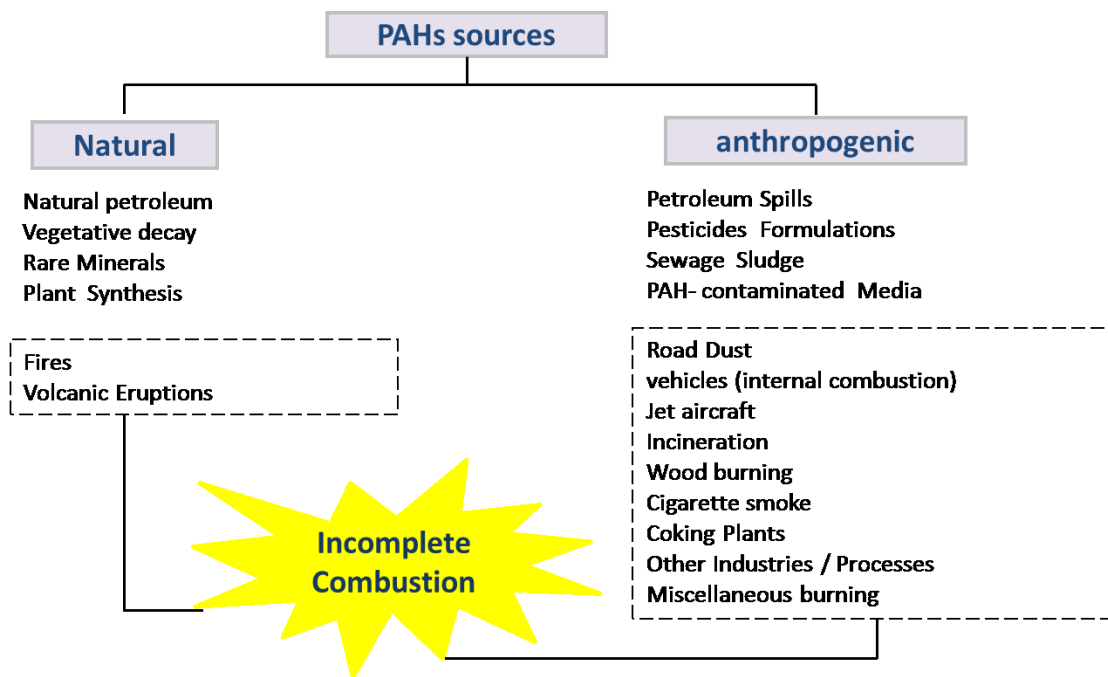 PAHs sources
Natural
anthropogenic
Natural petroleum
Vegetative decay
Rare Minerals
Plant Synthesis
Petroleum Spills
Pesticides Formulations
Sewage Sludge
PAH- contaminated Media
Fires
Volcanic Eruptions
Road Dust
vehicles (internal combustion)
Jet aircraft
Incineration
Wood burning
Cigarette smoke
Coking Plants
Other Industries / Processes
Miscellaneous burning
Incomplete
Combustion